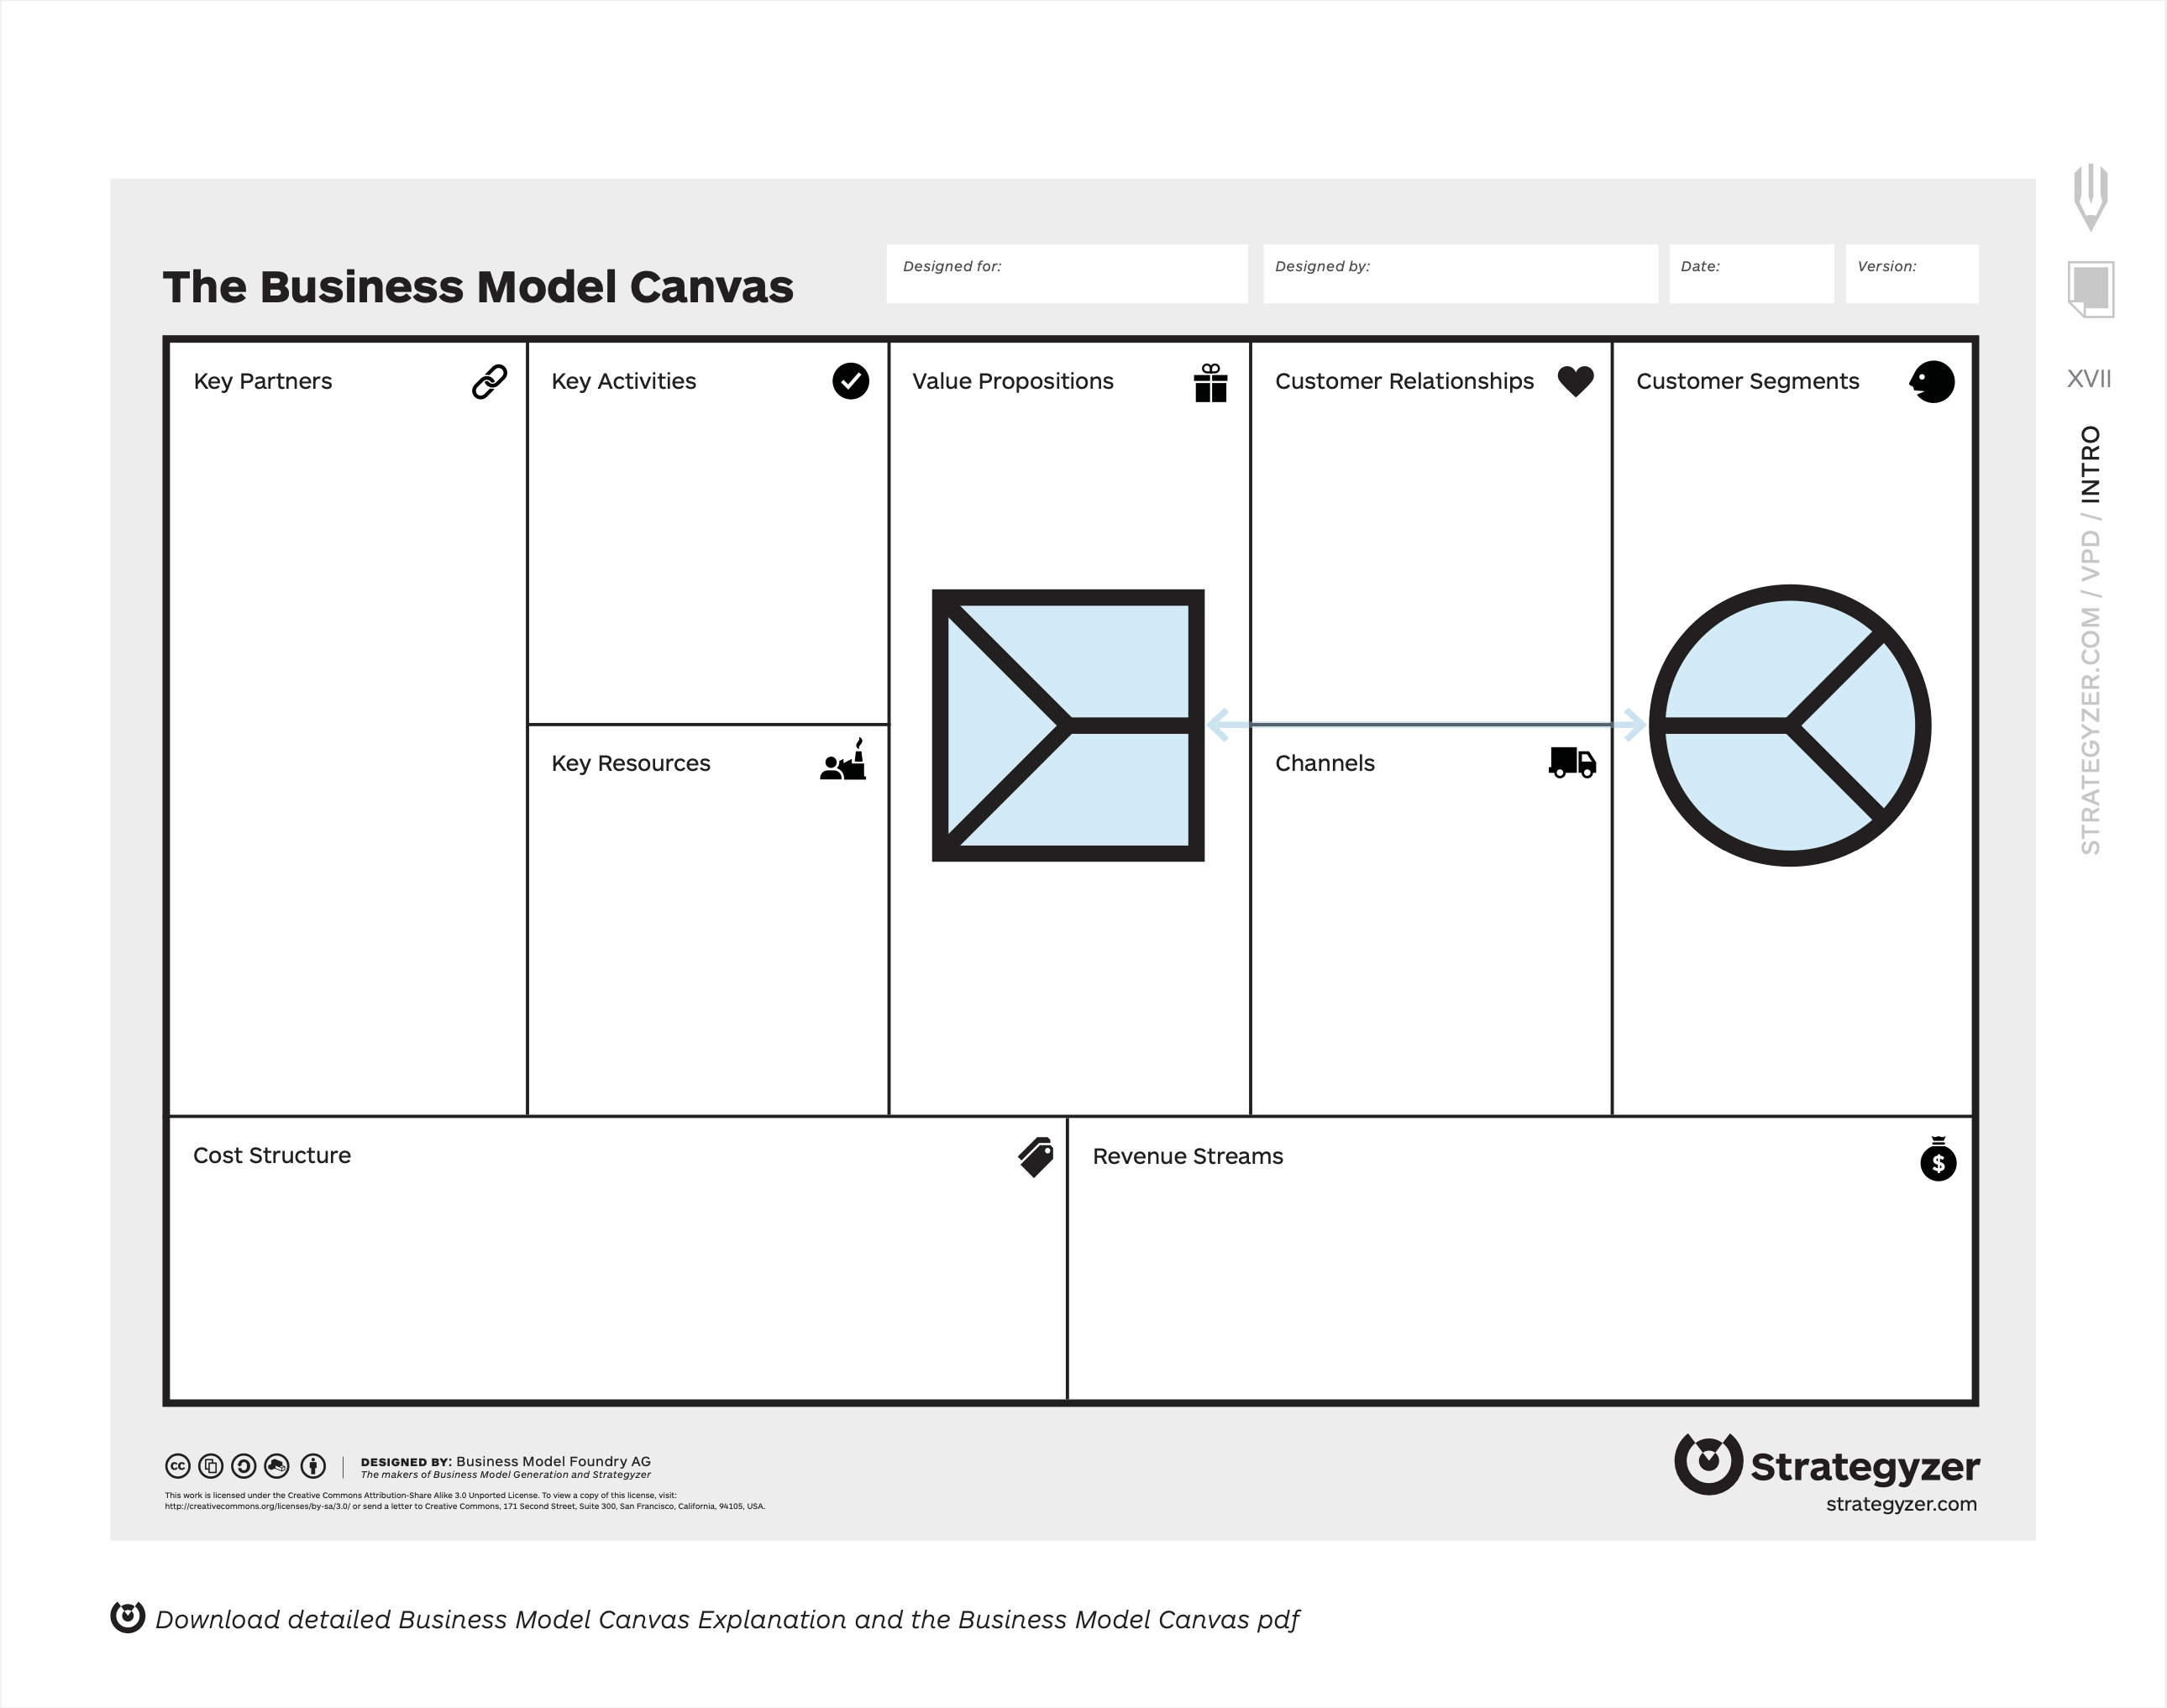 The Business Model Canvas
Designed for:
Designed by:
Date:
Version:
Key Partners
Key Activities
Value Propositions
Customer Relationships
Customer Segments
Key Resources
Channels
Cost Structure
Revenue Streams
$
cc
DESIGNED BY: Business Model Foundry AG
The makers of Business Model Generation and Strategyzer
This work is licensed under the Creative Commons Attribution-Share Alike 3.0 Unported License. To view a copy of this license, visit:
http://creativecommons.org/licenses/by-sa/3.0/ or send a letter to Creative Commons, 171 Second Street, Suite 300, San Francisco, California, 94105, USA.
Strategyzer
strategyzer.com
XVII
STRATEGYZER.COM / VPD / INTRO
Download detailed Business Model Canvas Explanation and the Business Model Canvas pdf